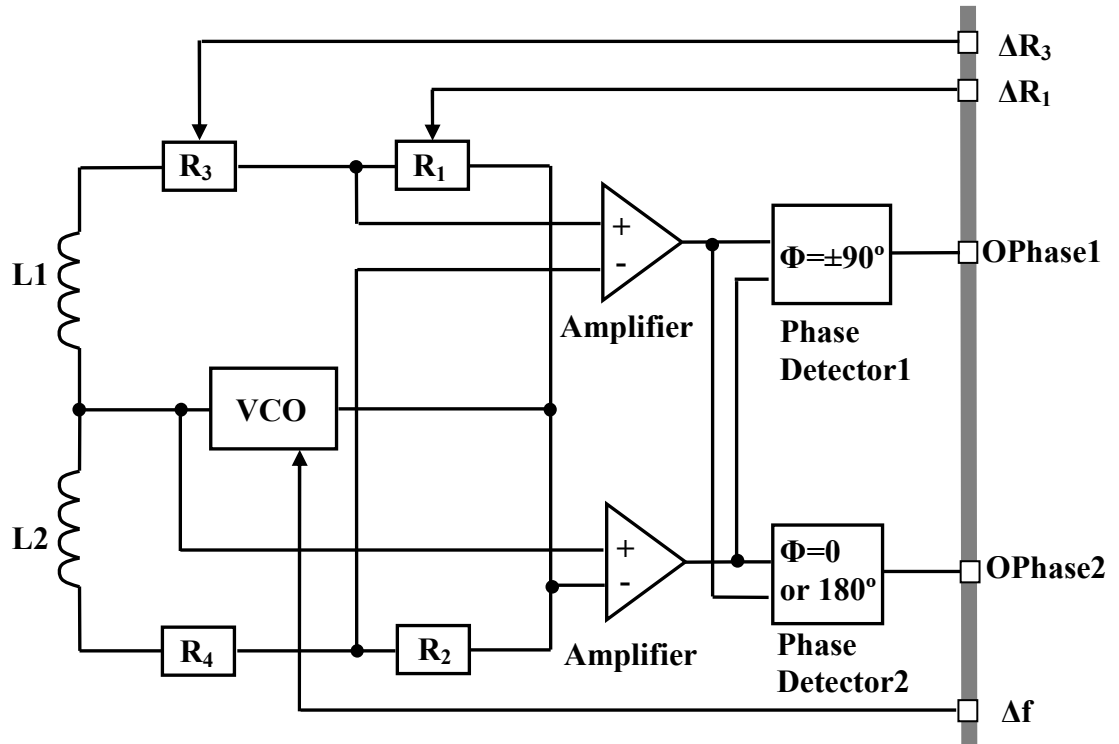 ΔR₃
ΔR₁
R₃
R₁
+
-
Φ=±90º
OPhase1
L1
Amplifier
Phase
Detector1
VCO
L2
+
-
Φ=0
or 180º
OPhase2
R₄
R₂
Amplifier
Phase
Detector2
Δf